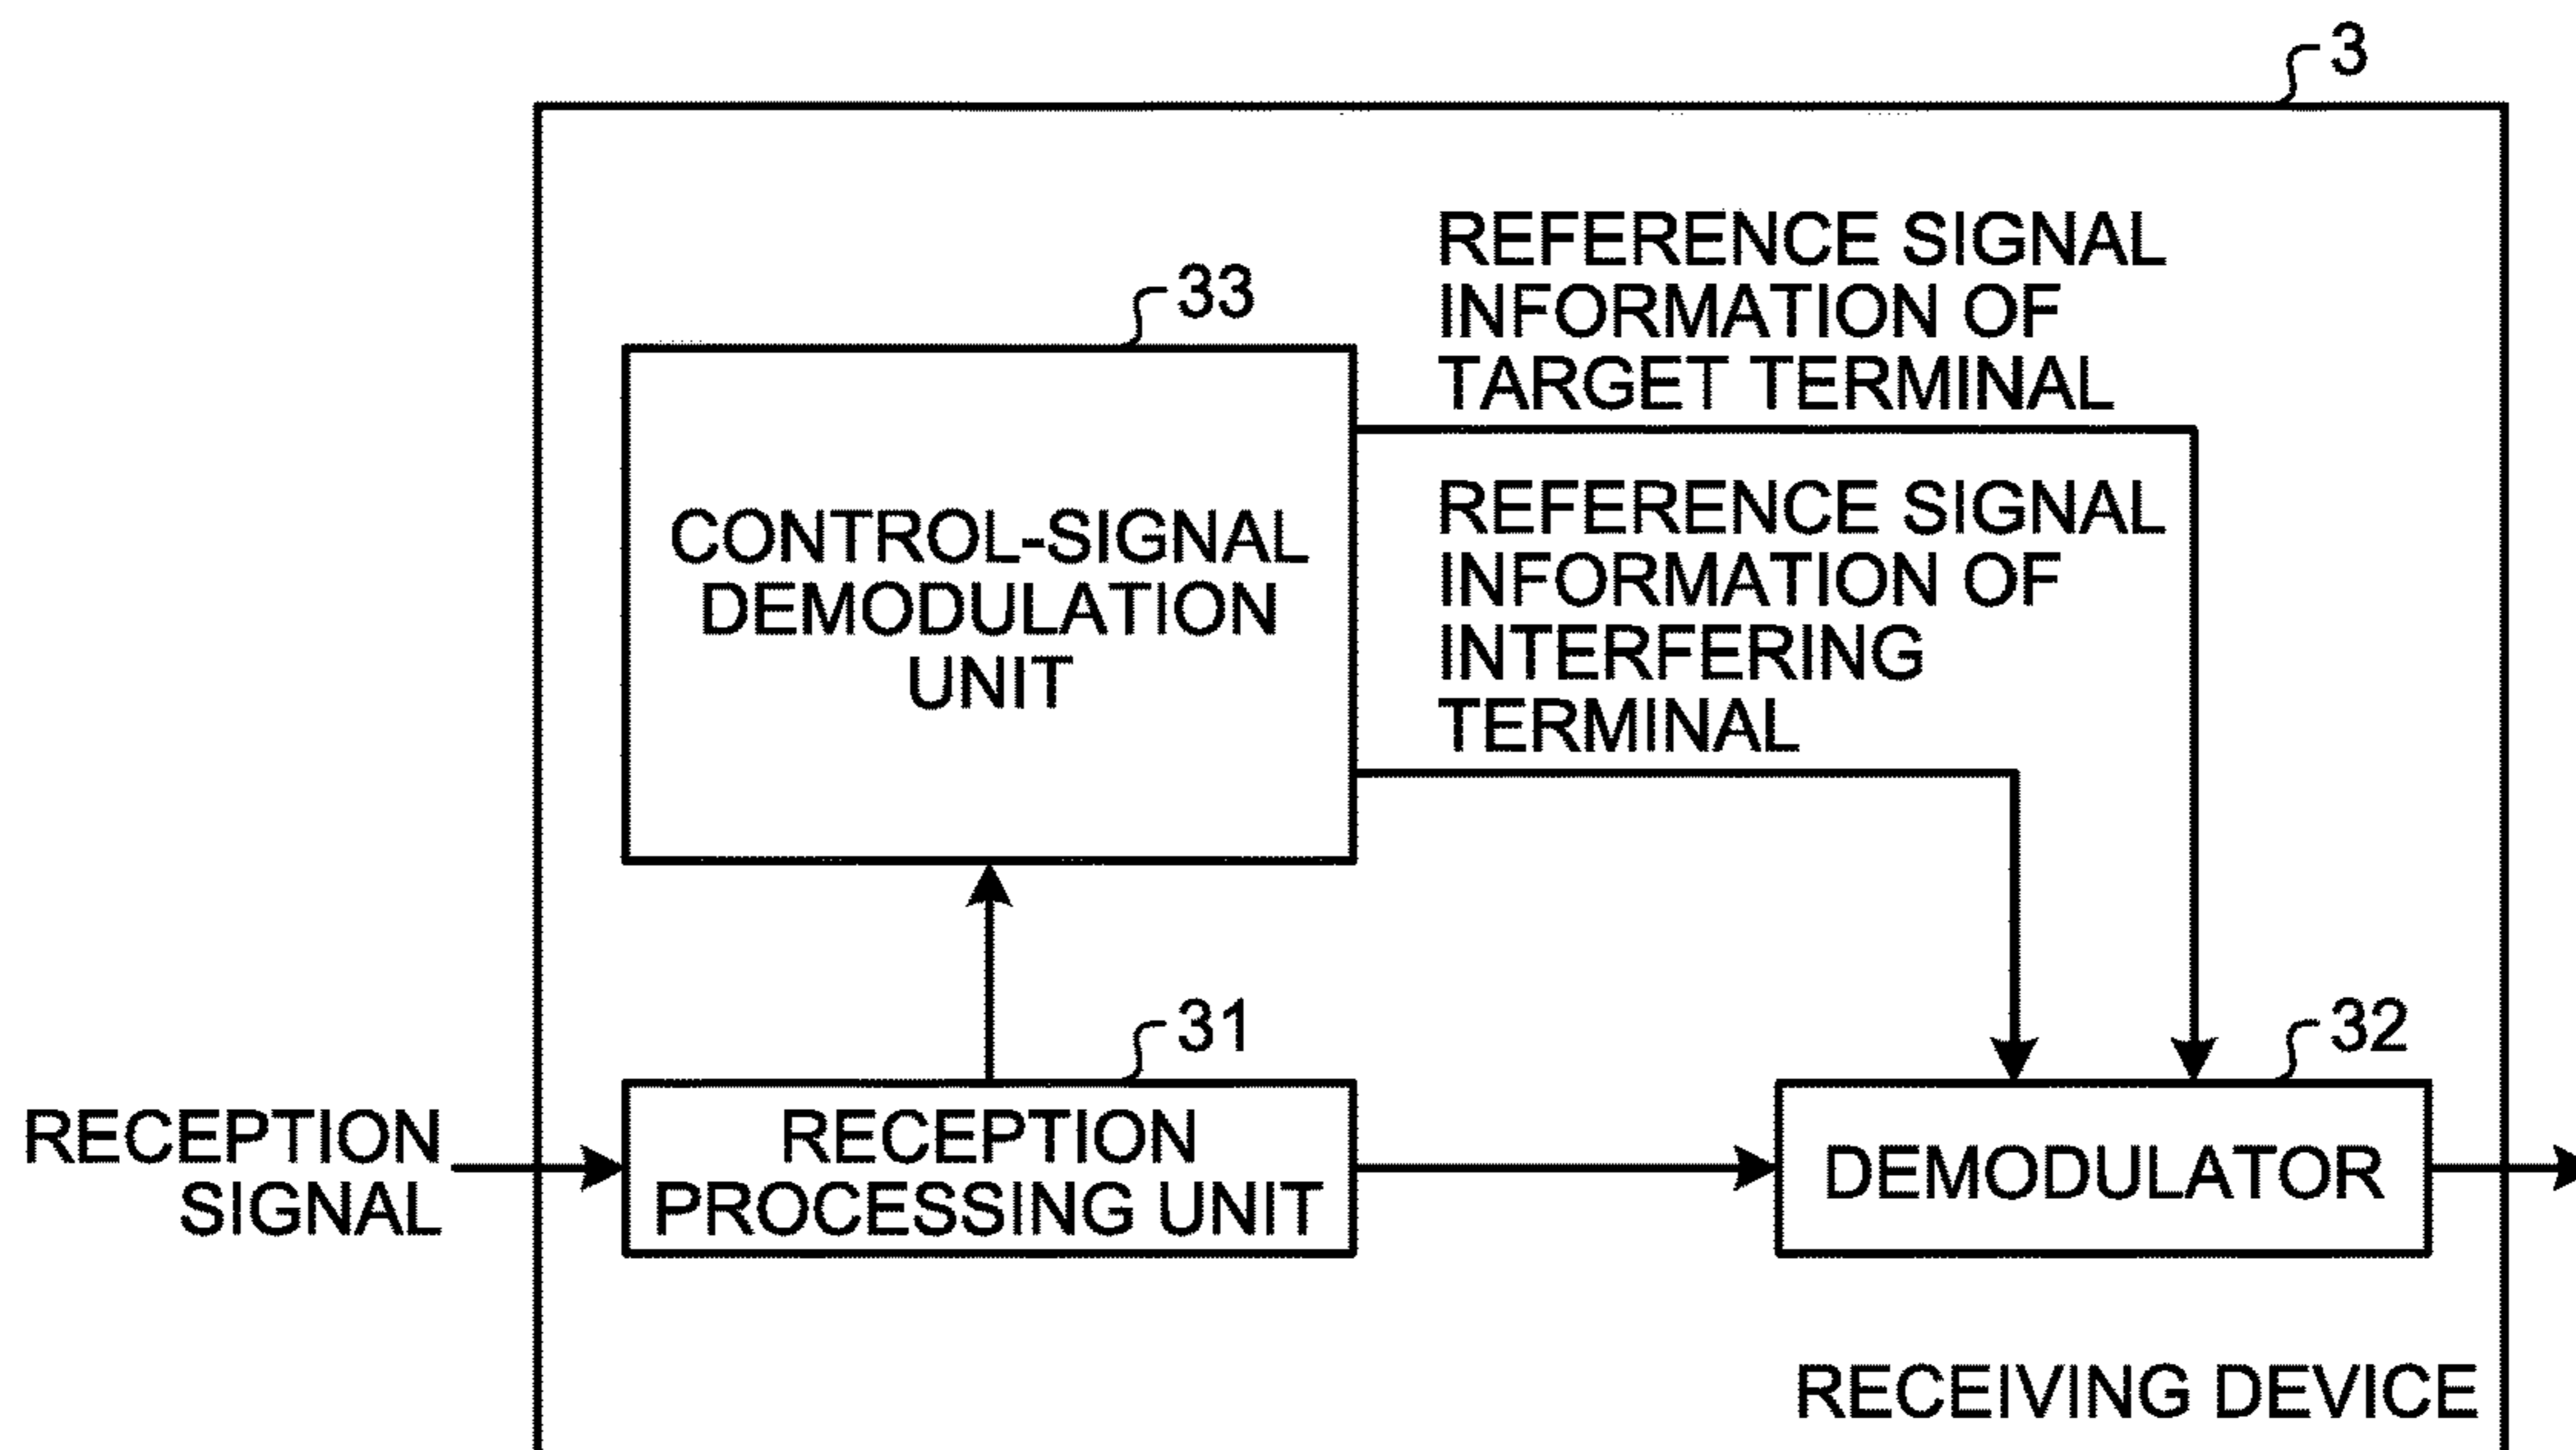 3
REFERENCE SIGNAL
INFORMATION OF
TARGET TERMINAL
33
CONTROL-SIGNAL
DEMODULATION
UNIT
REFERENCE SIGNAL
INFORMATION OF
INTERFERING
TERMINAL
31
32
RECEPTION
SIGNAL
RECEPTION
PROCESSING UNIT
DEMODULATOR
RECEIVING DEVICE